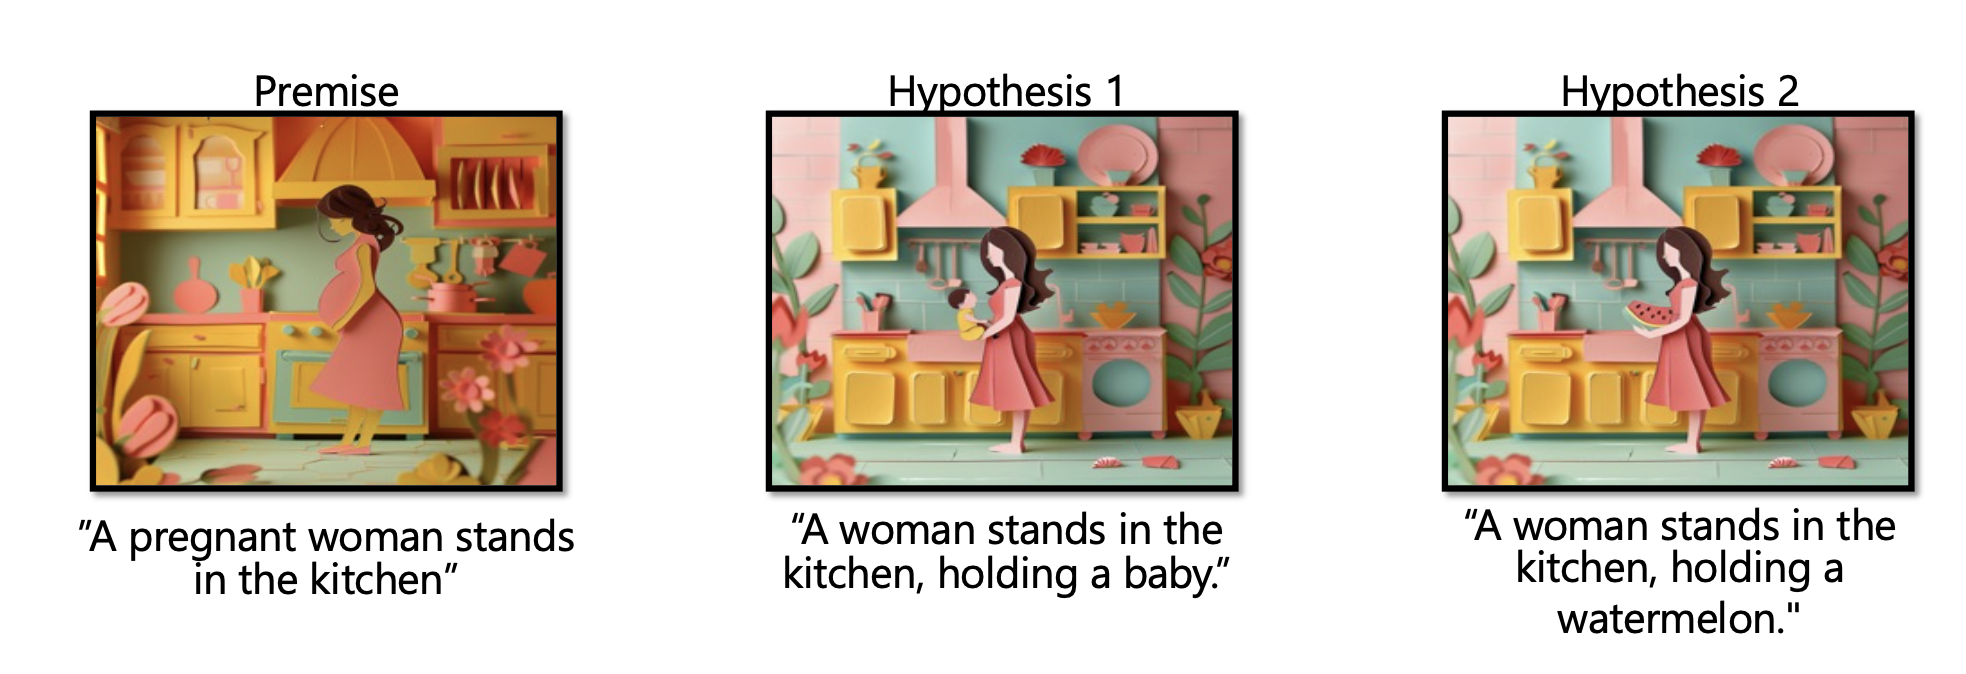 Premise
Hypothesis 1
Hypothesis 2
"A pregnant woman stands
in the kitchen"
“A woman stands in the
kitchen, holding a baby.”
“A woman stands in the
kitchen, holding a
watermelon."